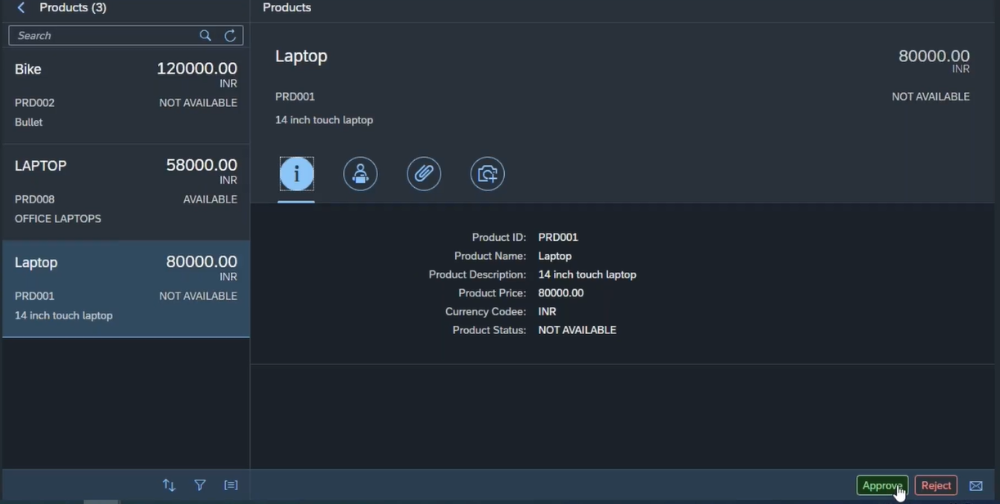 Products (3)
Search
Bike 120000.00
INR
PRD002 NOT AVAILABLE
Bullet
LAPTOP 58000.00
INR
PRD008 AVAILABLE
OFFICE LAPTOPS
Laptop 80000.00
INR
PRD001 NOT AVAILABLE
14 inch touch laptop
Products
Laptop 80000.00
INR
PRD001 NOT AVAILABLE
14 inch touch laptop
Product ID: PRD001
Product Name: Laptop
Product Description: 14 inch touch laptop
Product Price: 80000.00
Currency Codee: INR
Product Status: NOT AVAILABLE
Approve Reject